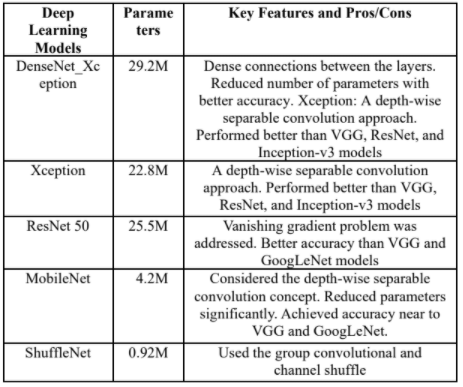 Deep Learning Models
Parame ters
Key Features and Pros/Cons
DenseNet_Xc
eption
29.2M
Dense connections between the layers.
Reduced number of parameters with
better accuracy. Xception: A depth-wise
separable convolution approach.
Performed better than VGG, ResNet, and
Inception-v3 models
Xception
22.8M
A depth-wise separable convolution
approach. Performed better than VGG,
ResNet, and Inception-v3 models
ResNet 50
25.5M
Vanishing gradient problem was
addressed. Better accuracy than VGG and
GoogLeNet models
MobileNet
4.2M
Considered the depth-wise separable
convolution concept. Reduced parameters
significantly. Achieved accuracy near to
VGG and GoogLeNet.
ShuffleNet
0.92M
Used the group convolutional and
channel shuffle